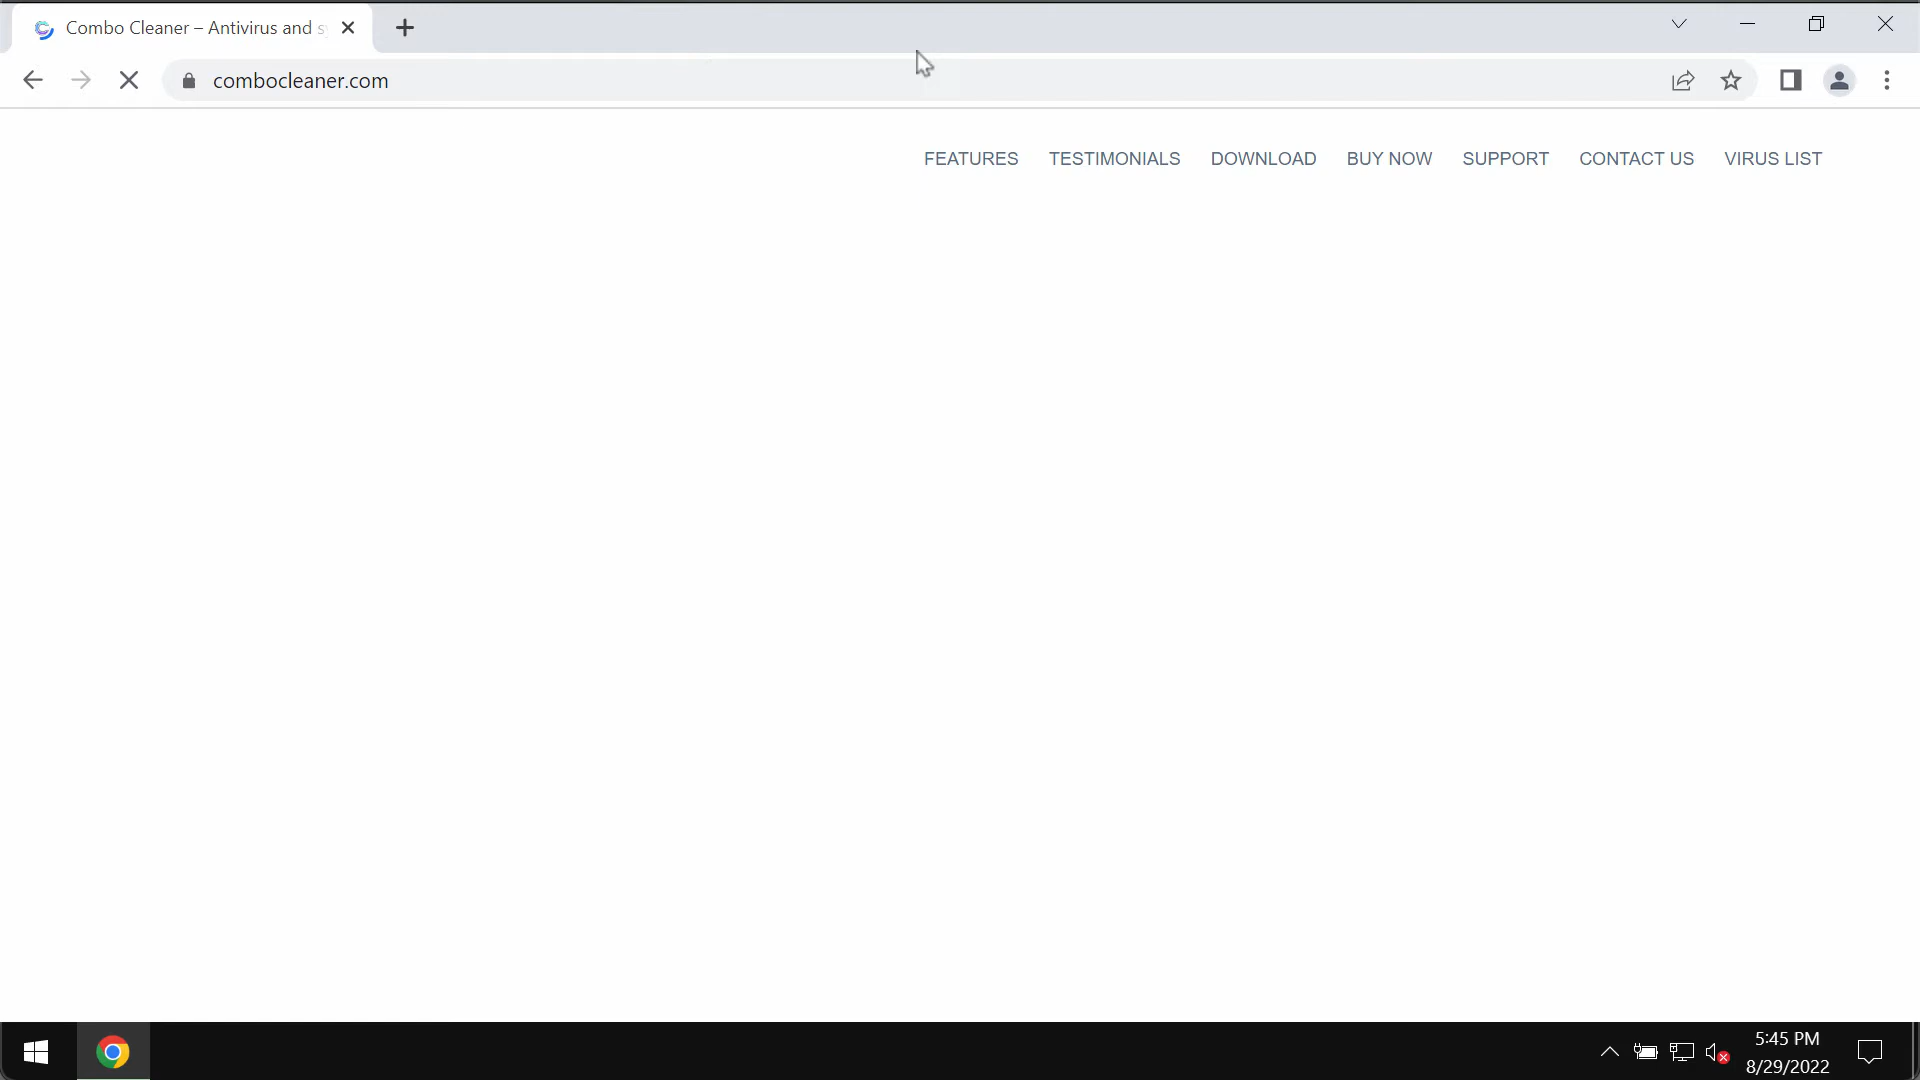 Combo Cleaner – Antivirus and s
combocleaner.com
FEATURES TESTIMONIALS DOWNLOAD BUY NOW SUPPORT CONTACT US VIRUS LIST
5:45 PM
8/29/2022